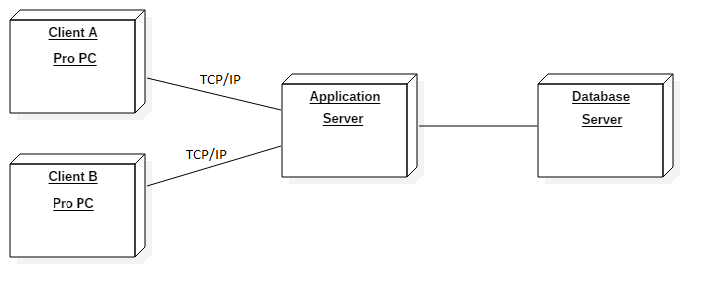 Client A
Pro PC
TCP/IP
Application
Server
Database
Server
TCP/IP
Client B
Pro PC